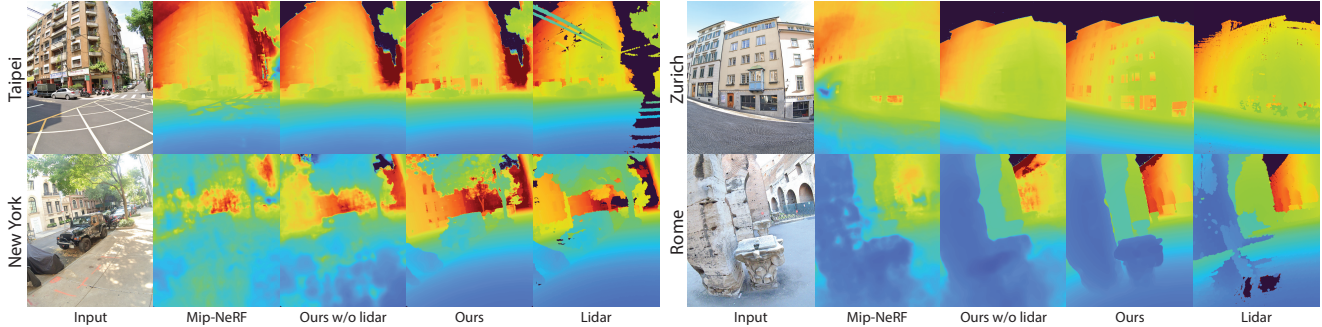 Taipei
Zurich
New York
Rome
Input Mip-NeRF Ours w/o lidar Ours Lidar Input Mip-NeRF Ours w/o lidar Ours Lidar